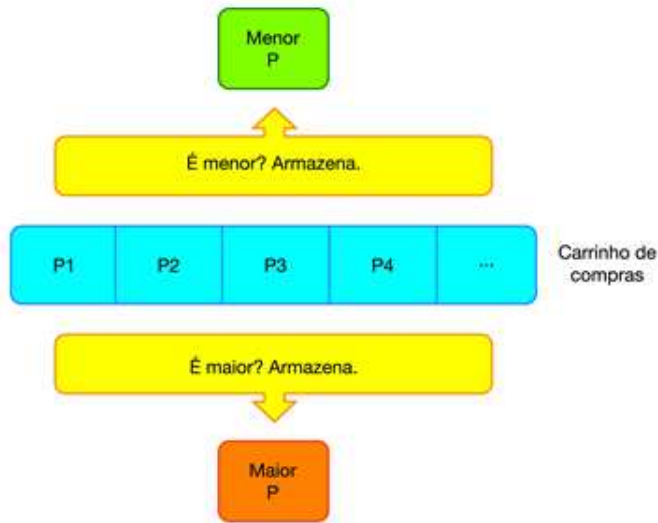 Menor
P
É menor? Armazena.
P1 P2 P3 P4 ...
Carrinho de
compras
É maior? Armazena.
Maior
P